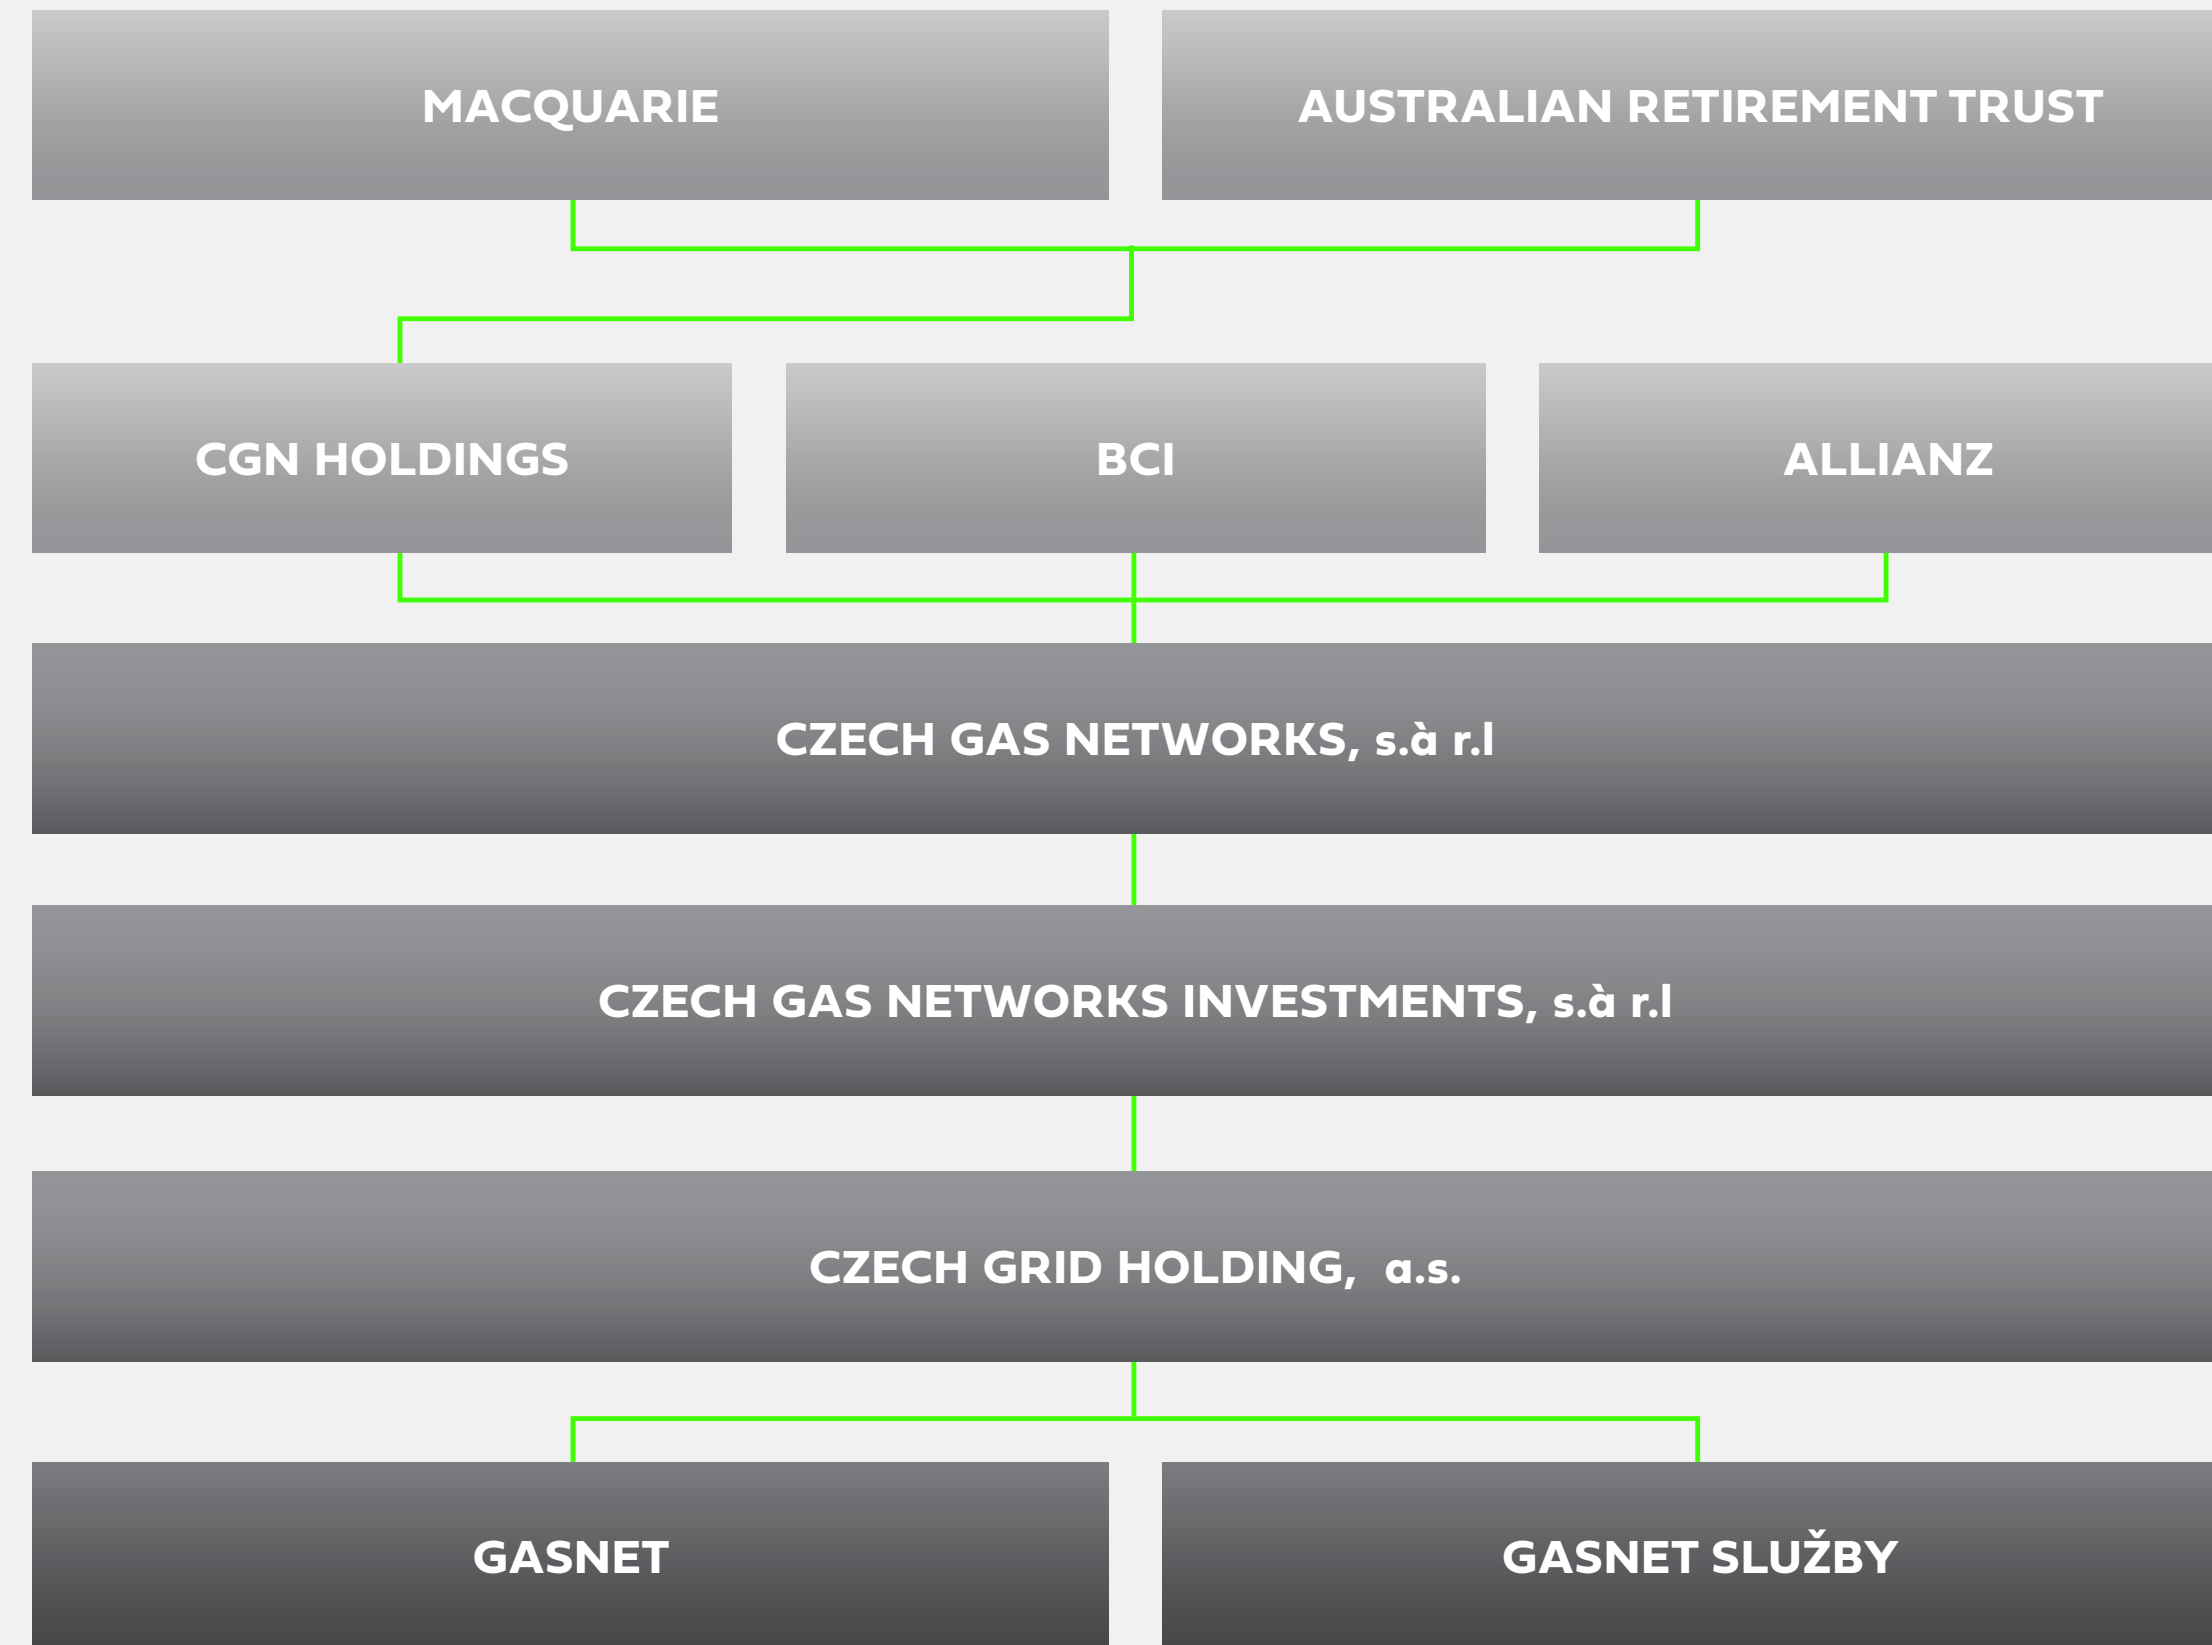 MACQUARIE
AUSTRALIAN RETIREMENT TRUST
CGN HOLDINGS
BCI
ALLIANZ
CZECH GAS NETWORKS, s.à r.l
CZECH GAS NETWORKS INVESTMENTS, s.à r.l
CZECH GRID HOLDING, a.s.
GASNET
GASNET SLUŽBY